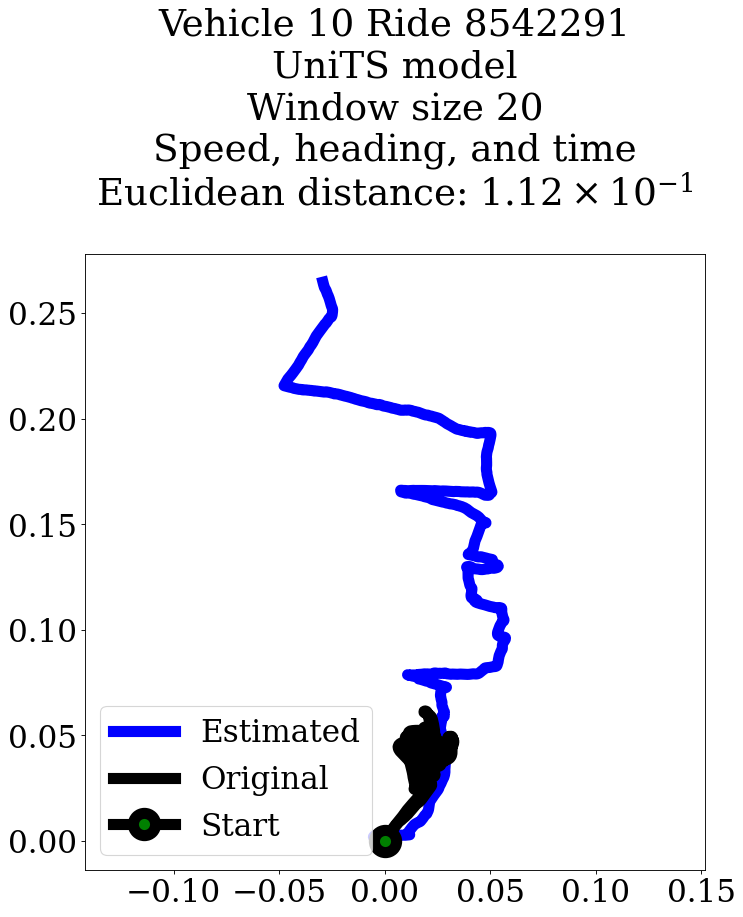 Vehicle 10 Ride 8542291
UniTS model
Window size 20
Speed, heading, and time
Euclidean distance: 1.12 × 10⁻¹
0.25
0.20
0.15
0.10
0.05
0.00
Estimated
Original
Start
−0.10 −0.05 0.00 0.05 0.10 0.15